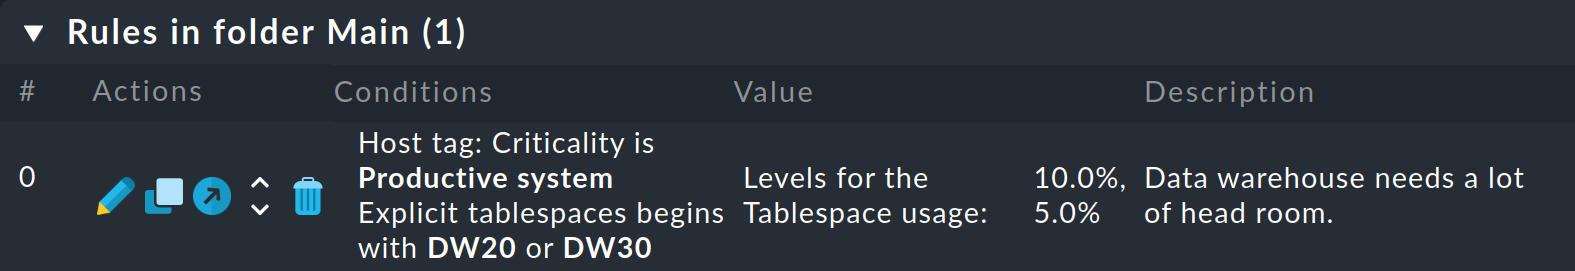 Rules in folder Main (1)
# Actions Conditions Value Description
0
Host tag: Criticality is
Productive system
Explicit tablespaces begins
with DW20 or DW30
Levels for the
Tablespace usage:
10.0%,
5.0%
Data warehouse needs a lot
of head room.